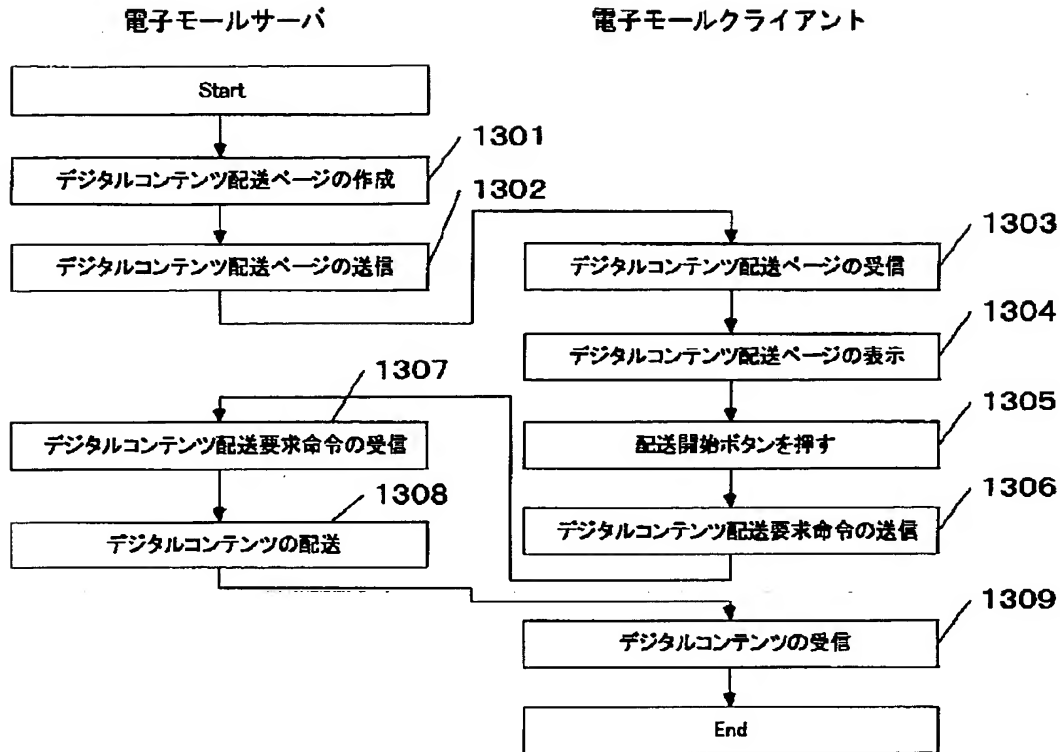 電子モールサーバ
電子モールクライアント
Start
1301
デジタルコンテンツ配送ページの作成
1302
デジタルコンテンツ配送ページの送信
1303
デジタルコンテンツ配送ページの受信
1304
デジタルコンテンツ配送ページの表示
1305
配送開始ボタンを押す
1306
デジタルコンテンツ配送要求命令の送信
1307
デジタルコンテンツ配送要求命令の受信
1308
デジタルコンテンツの配送
1309
デジタルコンテンツの受信
End